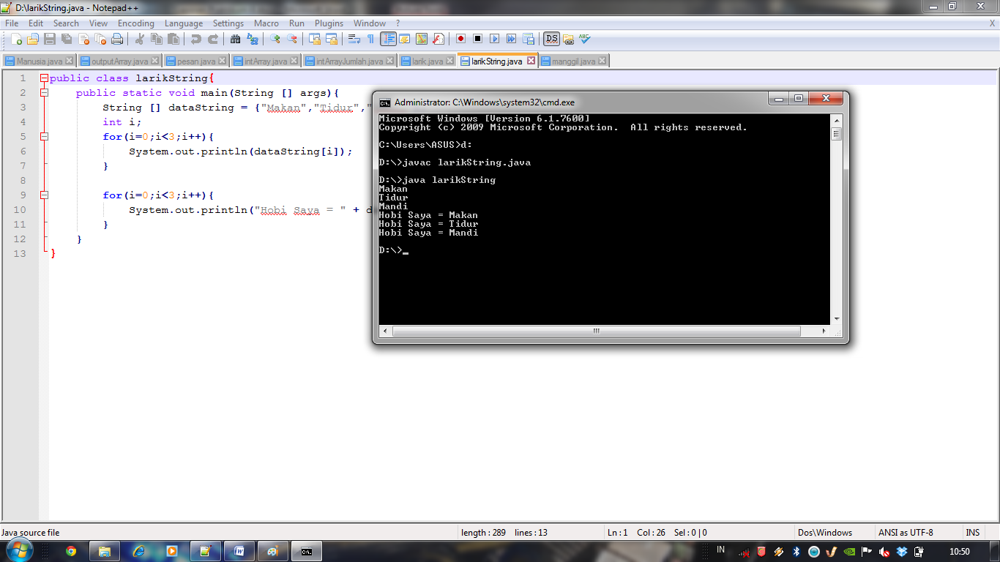 D:\larikString.java - Notepad++
File Edit Search View Encoding Language Settings Macro Run Plugins Window ? X
Manusia.java outputArray.java pesan.java intArray.java intArrayJumlah.java larik.java larikString.java manggil.java
1 public class larikString{
2 public static void main(String [] args){
3 String [] dataString = {"Makan","Tidur","
4 int i;
5 for(i=0;i<3;i++){
6 System.out.println(dataString[i]);
7 }
8
9 for(i=0;i<3;i++){
10 System.out.println("Hobi Saya = " + d
11 }
12 }
13 }
Administrator: C:\Windows\system32\cmd.exe
Microsoft Windows [Version 6.1.7600]
Copyright (c) 2009 Microsoft Corporation. All rights reserved.
C:\Users\ASUS>d:
D:\>javac larikString.java
D:\>java larikString
Makan
Tidur
Mandi
Hobi Saya = Makan
Hobi Saya = Tidur
Hobi Saya = Mandi
D:\>_
Java source file length : 289 lines : 13 Ln : 1 Col : 26 Sel : 0 | 0 Dos\Windows ANSI as UTF-8 INS
IN 10:50